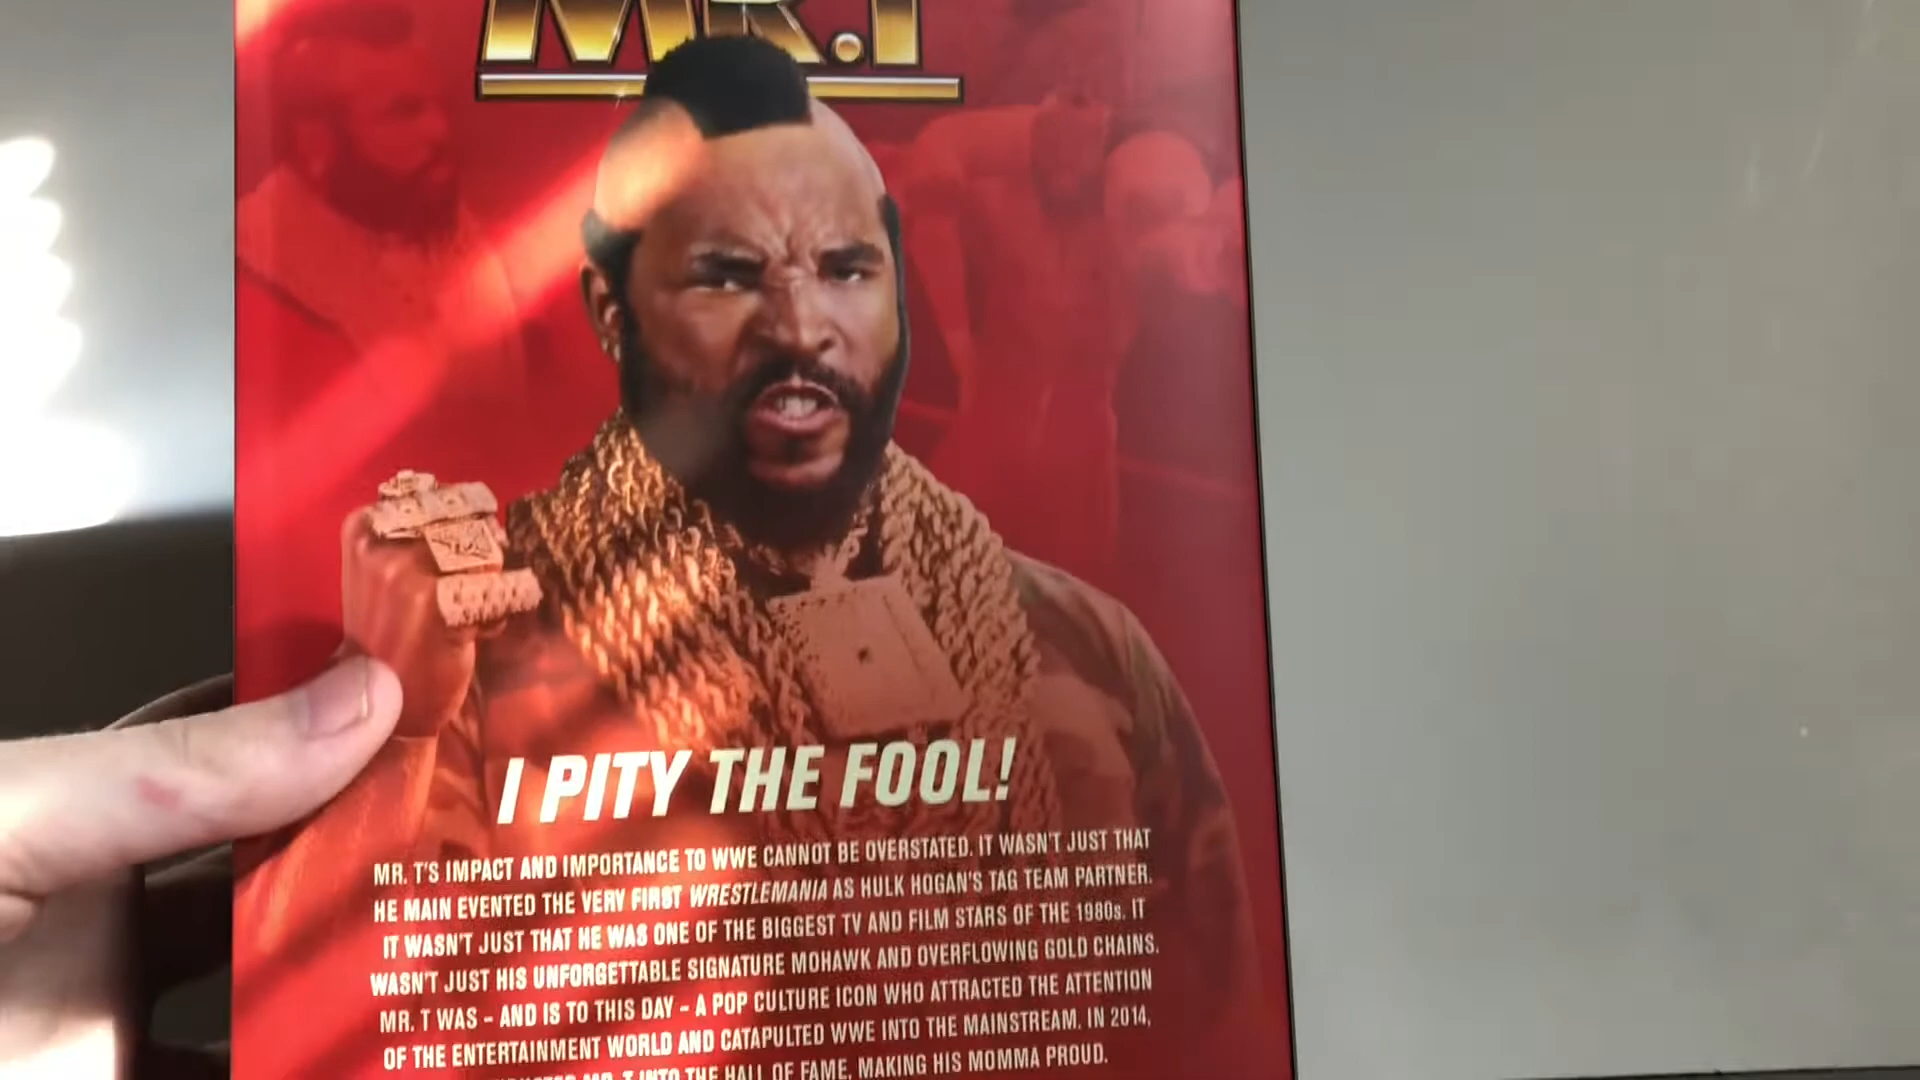 MR.T
I PITY THE FOOL!
MR. T'S IMPACT AND IMPORTANCE TO WWE CANNOT BE OVERSTATED. IT WASN'T JUST THAT
HE MAIN EVENTED THE VERY FIRST WRESTLEMANIA AS HULK HOGAN'S TAG TEAM PARTNER.
IT WASN'T JUST THAT HE WAS ONE OF THE BIGGEST TV AND FILM STARS OF THE 1980s. IT
WASN'T JUST HIS UNFORGETTABLE SIGNATURE MOHAWK AND OVERFLOWING GOLD CHAINS.
MR. T WAS – AND IS TO THIS DAY – A POP CULTURE ICON WHO ATTRACTED THE ATTENTION
OF THE ENTERTAINMENT WORLD AND CATAPULTED WWE INTO THE MAINSTREAM. IN 2014,
MR. T INTO THE HALL OF FAME, MAKING HIS MOMMA PROUD.